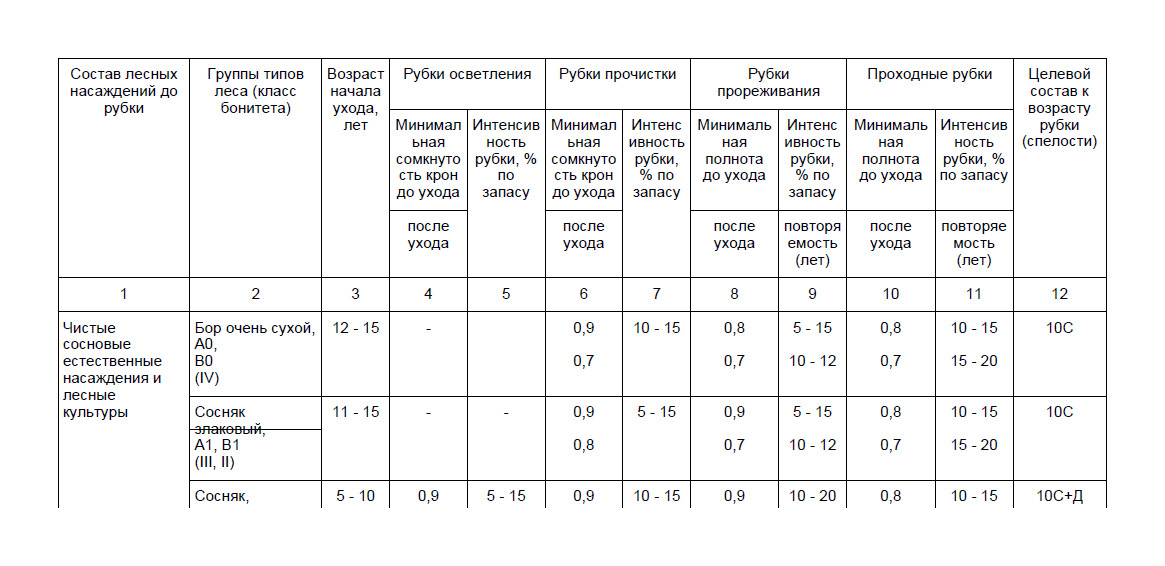 Состав лесных
насаждений до
рубки
Группы типов
леса (класс
бонитета)
Возраст
начала
ухода,
лет
Рубки осветления
Рубки прочистки
Рубки
прореживания
Проходные рубки
Целевой
состав к
возрасту
рубки
(спелости)
Минимал
ьная
сомкнуто
сть крон
до ухода
Интенсив
ность
рубки, %
по
запасу
Минимал
ьная
сомкнуто
сть крон
до ухода
Интенс
ивность
рубки,
% по
запасу
Минималь
ная
полнота
до ухода
Интенс
ивность
рубки,
% по
запасу
Минималь
ная
полнота
до ухода
Интенсив
ность
рубки, %
по запасу
после
ухода
после
ухода
после
ухода
повторя
емость
(лет)
после
ухода
повторяе
мость
(лет)
1 2 3 4 5 6 7 8 9 10 11 12
Чистые
сосновые
естественные
насаждения и
лесные
культуры
Бор очень сухой,
А0,
В0
(IV)
12 - 15 - 0,9 10 - 15 0,8 5 - 15 0,8 10 - 15 10С
0,7 0,7 10 - 12 0,7 15 - 20
Сосняк
злаковый,
А1, В1
(III, II)
11 - 15 - - 0,9 5 - 15 0,9 5 - 15 0,8 10 - 15 10С
0,8 0,7 10 - 12 0,7 15 - 20
Сосняк, 5 - 10 0,9 5 - 15 0,9 10 - 15 0,9 10 - 20 0,8 10 - 15 10С+Д